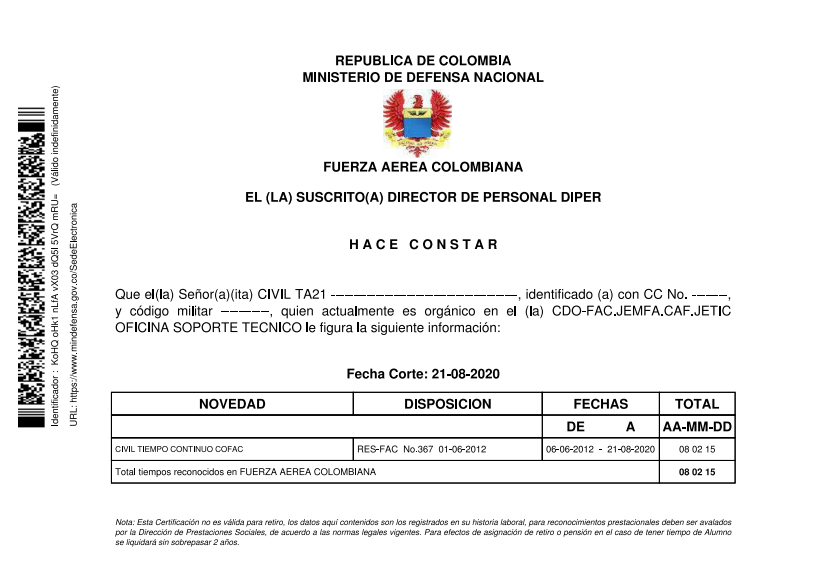 REPUBLICA DE COLOMBIA
MINISTERIO DE DEFENSA NACIONAL
FUERZA AEREA COLOMBIANA
EL (LA) SUSCRITO(A) DIRECTOR DE PERSONAL DIPER
H A C E C O N S T A R
Que el(la) Señor(a)(ita) CIVIL TA21 --------------------, identificado (a) con CC No. -----,
y código militar ------, quien actualmente es orgánico en el (la) CDO-FAC.JEMFA.CAF.JETIC
OFICINA SOPORTE TECNICO le figura la siguiente información:
Fecha Corte: 21-08-2020
NOVEDAD DISPOSICION FECHAS TOTAL
DE A AA-MM-DD
CIVIL TIEMPO CONTINUO COFAC RES-FAC No.367 01-06-2012 06-06-2012 - 21-08-2020 08 02 15
Total tiempos reconocidos en FUERZA AEREA COLOMBIANA 08 02 15
Nota: Esta Certificación no es válida para retiro, los datos aquí contenidos son los registrados en su historia laboral, para reconocimientos prestacionales deben ser avalados
por la Dirección de Prestaciones Sociales, de acuerdo a las normas legales vigentes. Para efectos de asignación de retiro o pensión en el caso de tener tiempo de Alumno
se liquidará sin sobrepasar 2 años.
Identificador : KoHQ oHk1 nLfA vX03 dQ5I 5VrQ mRU= (Válido indefinidamente)
URL: https://www.mindefensa.gov.co/SedeElectronica